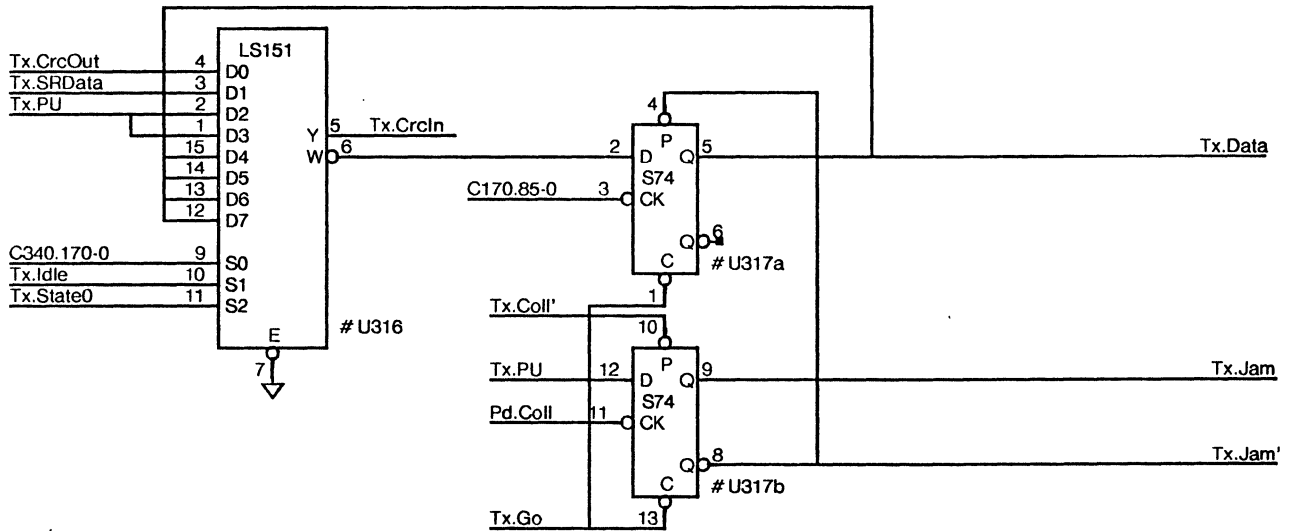 LS151
Tx.CrcOut 4 D0
Tx.SRData 3 D1
Tx.PU 2 D2
1 D3 Y 5 Tx.CrcIn
15 D4 W 6
14 D5
13 D6
12 D7
C340.170-0 9 S0
Tx.Idle 10 S1
Tx.State0 11 S2
E
7
#U316
4
P
2 D Q 5 Tx.Data
S74
C170.85-0 3 CK
Q 6
C
#U317a
1
Tx.Coll'
10
P
Tx.PU 12 D Q 9 Tx.Jam
S74
Pd.Coll 11 CK
Q 8 Tx.Jam'
C
#U317b
Tx.Go 13